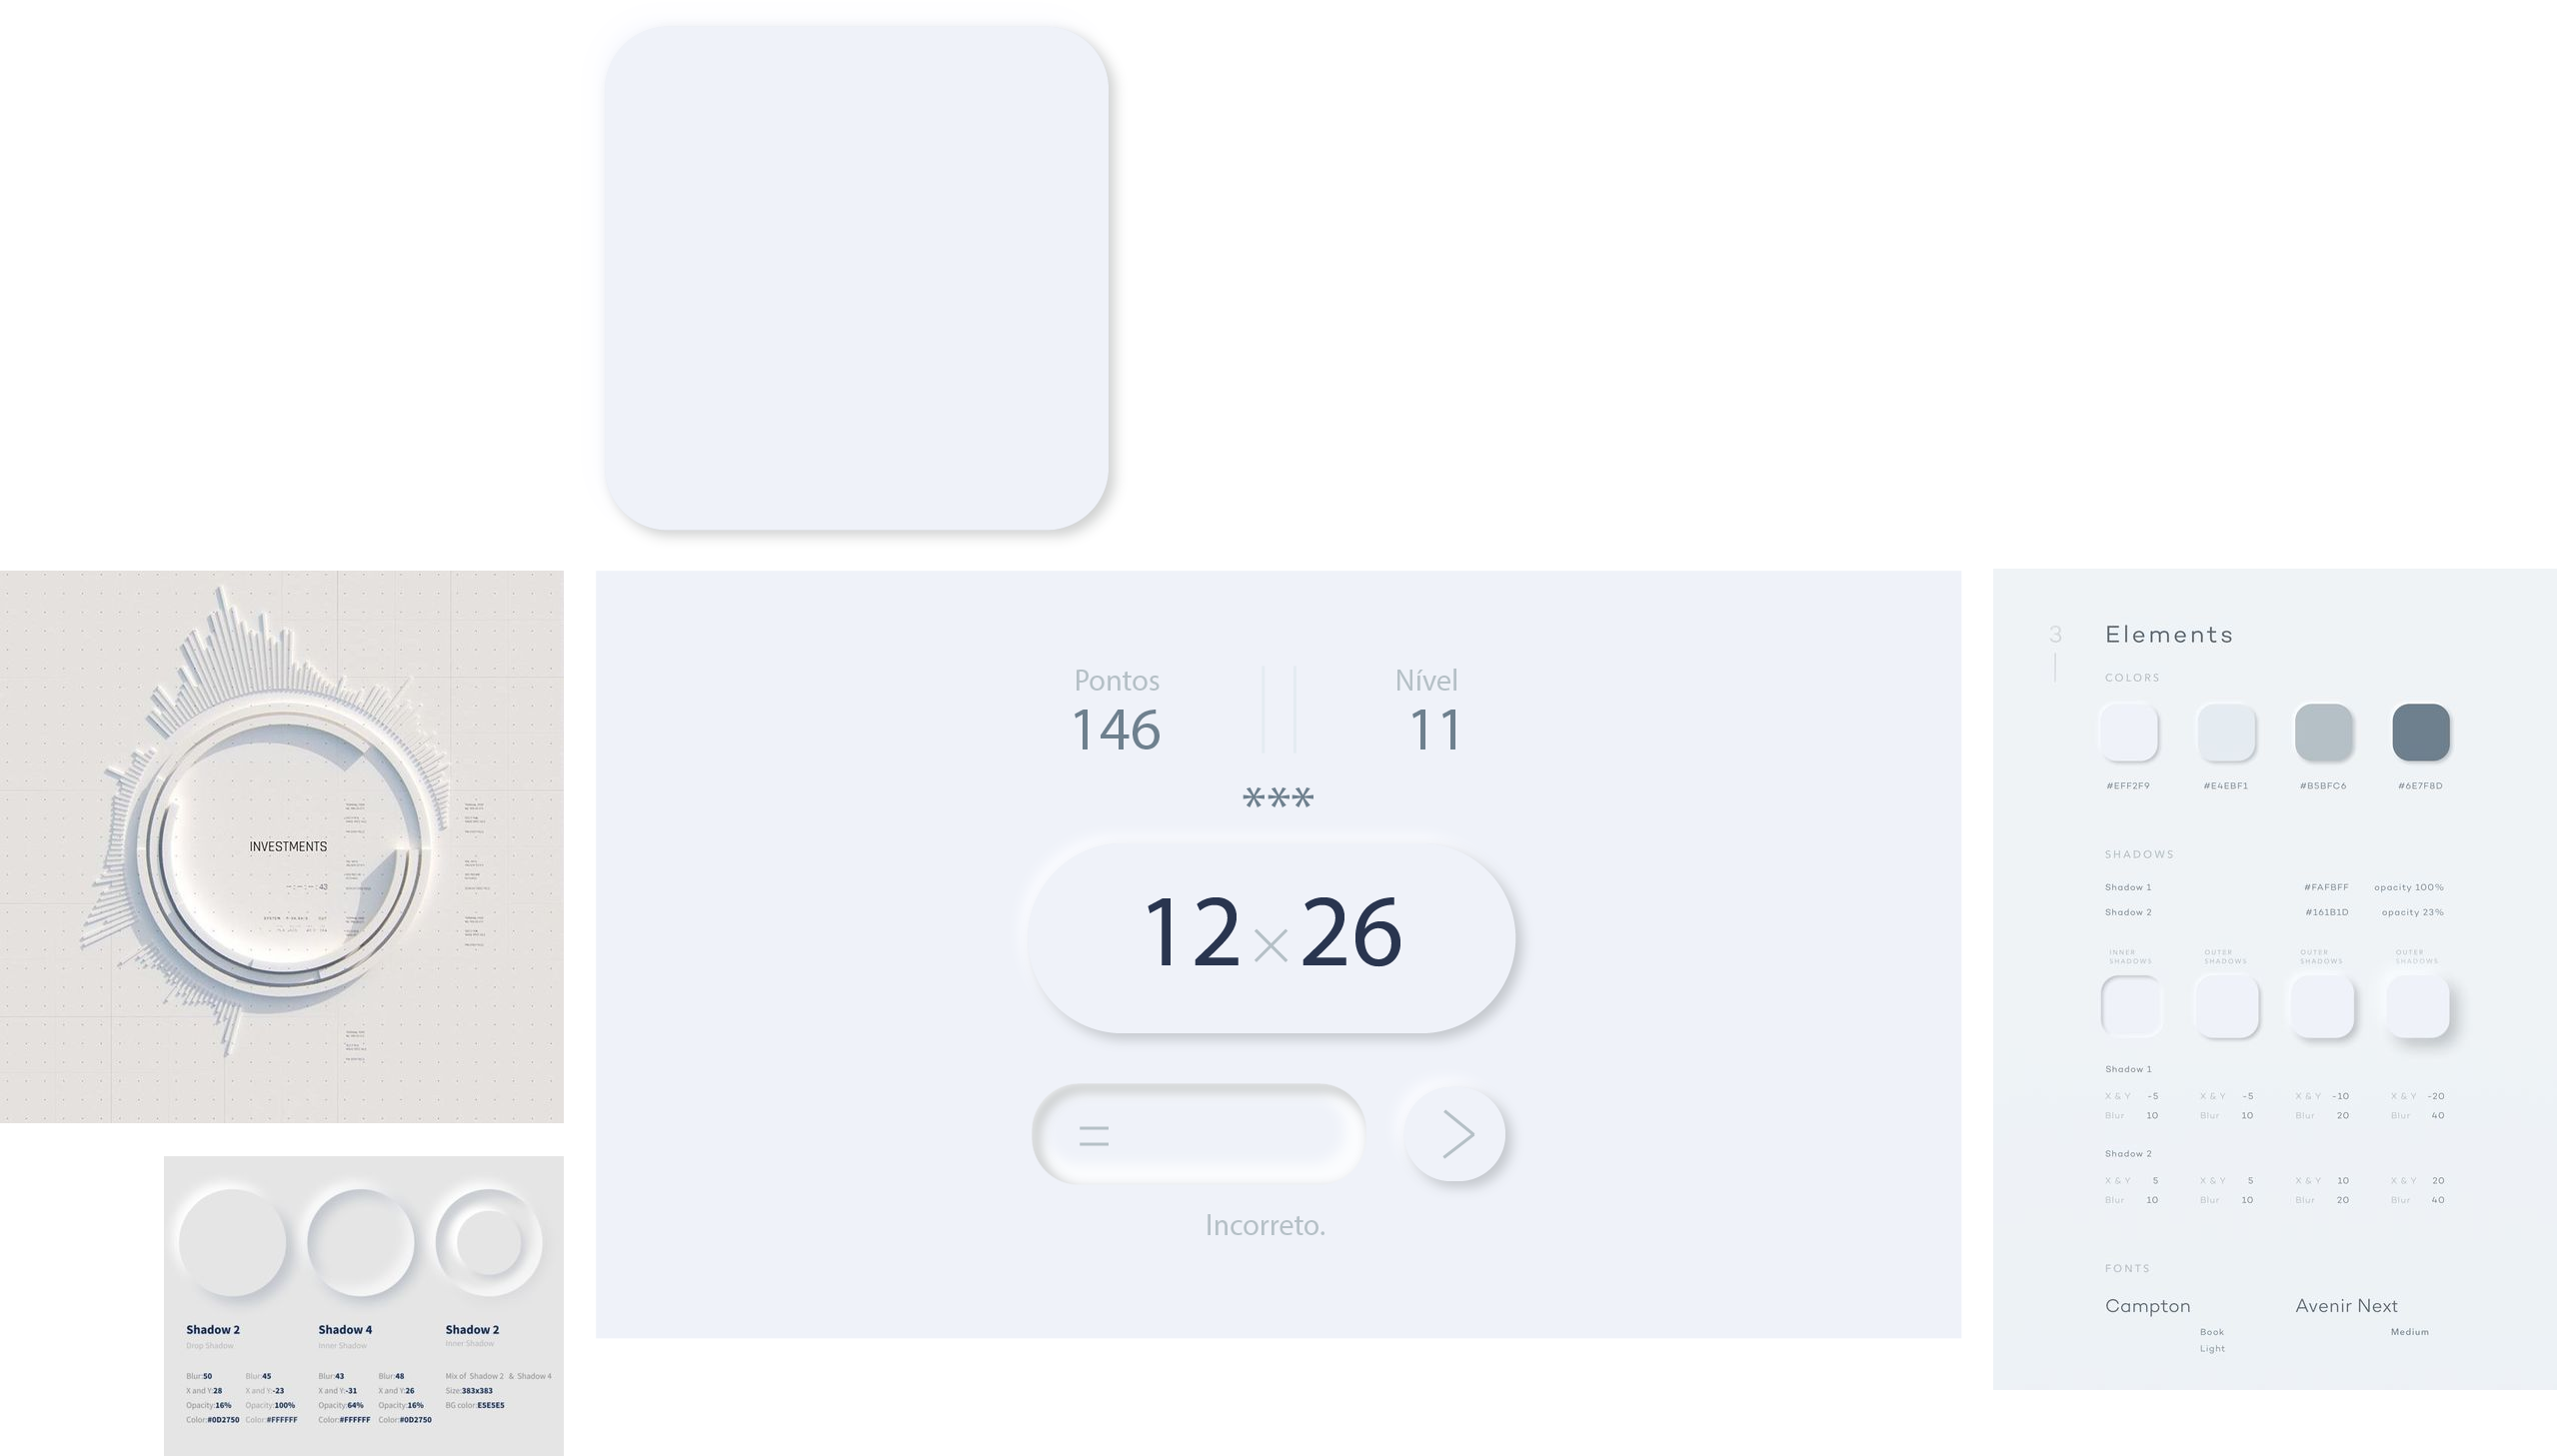 INVESTMENTS
43
Shadow 2
Drop Shadow
Blur:50
X and Y:28
Opacity:16%
Color:#0D2750
Blur:45
X and Y:-23
Opacity:100%
Color:#FFFFFF
Shadow 4
Inner Shadow
Blur:43
X and Y:-31
Opacity:64%
Color:#FFFFFF
Blur:48
X and Y:26
Opacity:16%
Color:#0D2750
Shadow 2
Inner Shadow
Mix of Shadow 2 & Shadow 4
Size:383x383
BG color:E5E5E5
Pontos
146
Nível
11
***
12×26
=
>
Incorreto.
3
Elements
COLORS
#EFF2F9 #E4EBF1 #B5BFC6 #6E7F8D
SHADOWS
Shadow 1 #FAFBFF opacity 100%
Shadow 2 #161B1D opacity 23%
INNER SHADOWS
OUTER SHADOWS
OUTER SHADOWS
OUTER SHADOWS
Shadow 1
X & Y -5 X & Y -5 X & Y -10 X & Y -20
Blur 10 Blur 10 Blur 20 Blur 40
Shadow 2
X & Y 5 X & Y 5 X & Y 10 X & Y 20
Blur 10 Blur 10 Blur 20 Blur 40
FONTS
Campton Avenir Next
Book Medium
Light